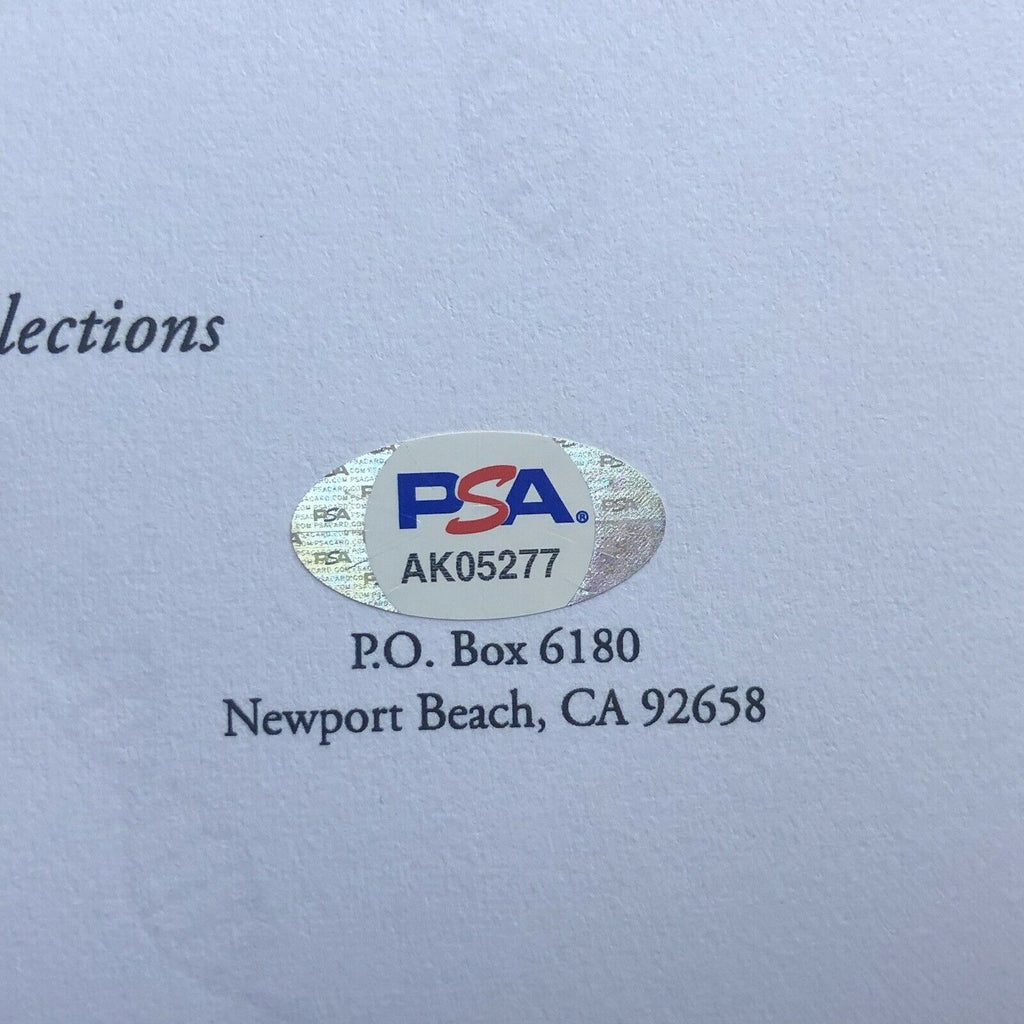 lections
PSA®
AK05277
P.O. Box 6180
Newport Beach, CA 92658